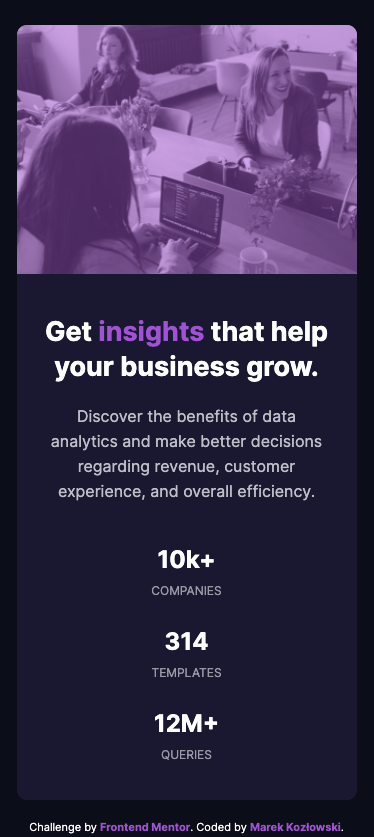 Get insights that help
your business grow.
Discover the benefits of data
analytics and make better decisions
regarding revenue, customer
experience, and overall efficiency.
10k+
COMPANIES
314
TEMPLATES
12M+
QUERIES
Challenge by Frontend Mentor. Coded by Marek Kozłowski.